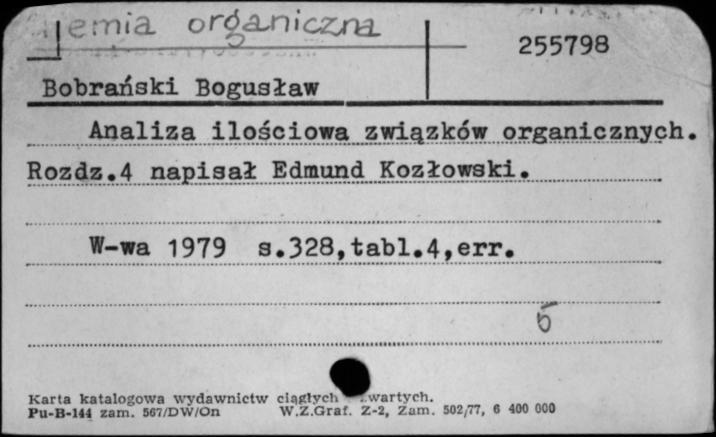 organiczna
255798
Bobrański Bogusław
Analiza ilościowa związków organicznych.
Rozdz.4 napisał Edmund Kozłowski.
W-wa 1979 s.328,tabl.4,err.
5
Karta katalogowa wydawnictw ciągłych
Pu-B-144 zam. 567/DW/On W.Z.Graf. Z-2, Zam. 502/77, 6 400 000